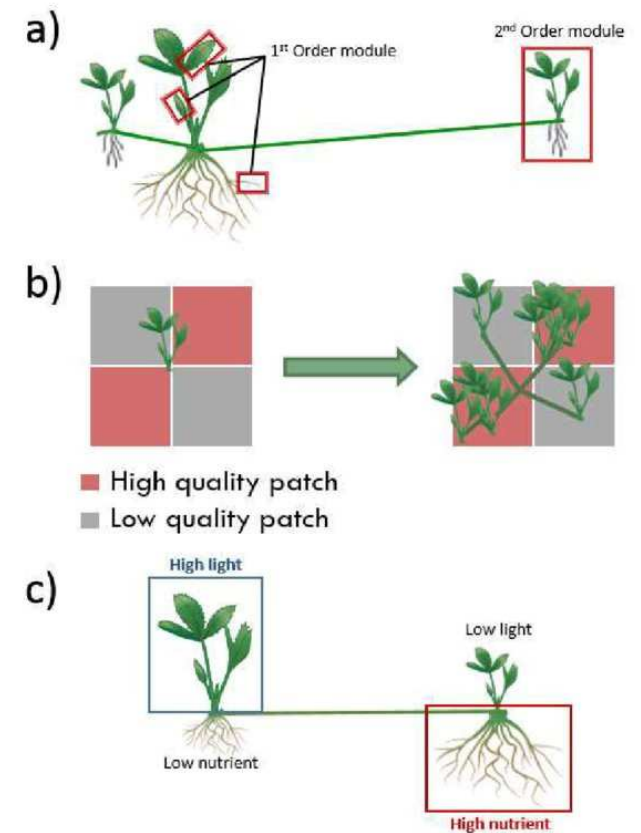 a)
1st Order module
2nd Order module
b)
High quality patch
Low quality patch
c)
High light
Low nutrient
Low light
High nutrient